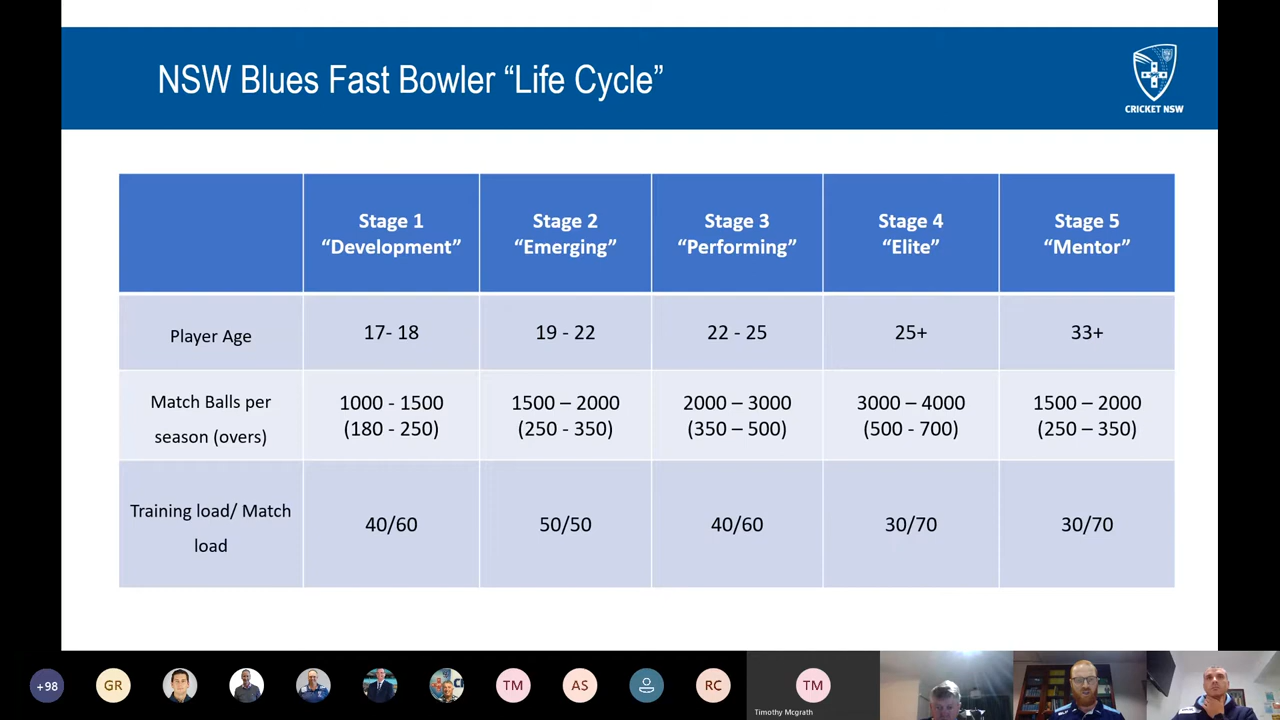 NSW Blues Fast Bowler “Life Cycle”
CRICKET NSW
Stage 1
“Development”
Stage 2
“Emerging”
Stage 3
“Performing”
Stage 4
“Elite”
Stage 5
“Mentor”
Player Age
17- 18
19 - 22
22 - 25
25+
33+
Match Balls per
season (overs)
1000 - 1500
(180 - 250)
1500 – 2000
(250 - 350)
2000 – 3000
(350 – 500)
3000 – 4000
(500 - 700)
1500 – 2000
(250 – 350)
Training load/ Match
load
40/60
50/50
40/60
30/70
30/70
+98
GR
TM
AS
RC
TM
Timothy Mcgrath